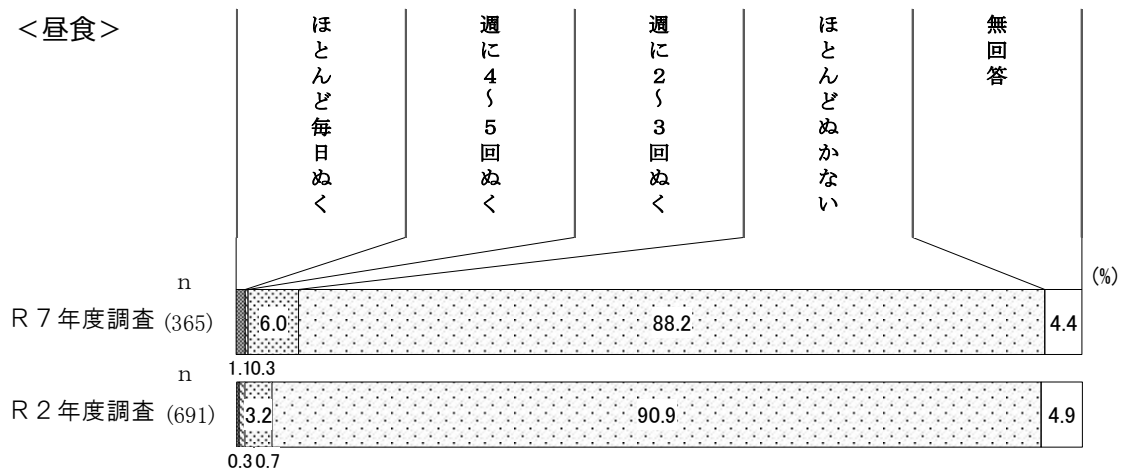 ＜昼食＞
ほとんど毎日ぬく
週に４～５回ぬく
週に２～３回ぬく
ほとんどぬかない
無回答
(%)
n
Ｒ７年度調査 (365)
6.0
88.2
4.4
1.1
0.3
n
Ｒ２年度調査 (691)
3.2
90.9
4.9
0.3
0.7